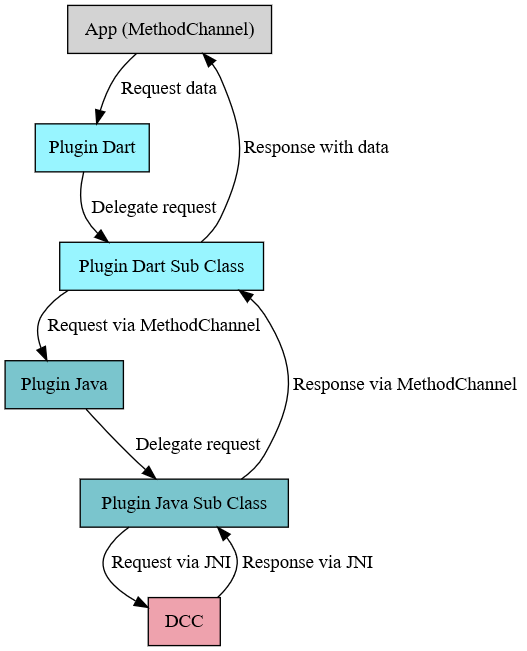 App (MethodChannel)
Request data
Plugin Dart
Response with data
Delegate request
Plugin Dart Sub Class
Request via MethodChannel
Plugin Java
Response via MethodChannel
Delegate request
Plugin Java Sub Class
Request via JNI
Response via JNI
DCC